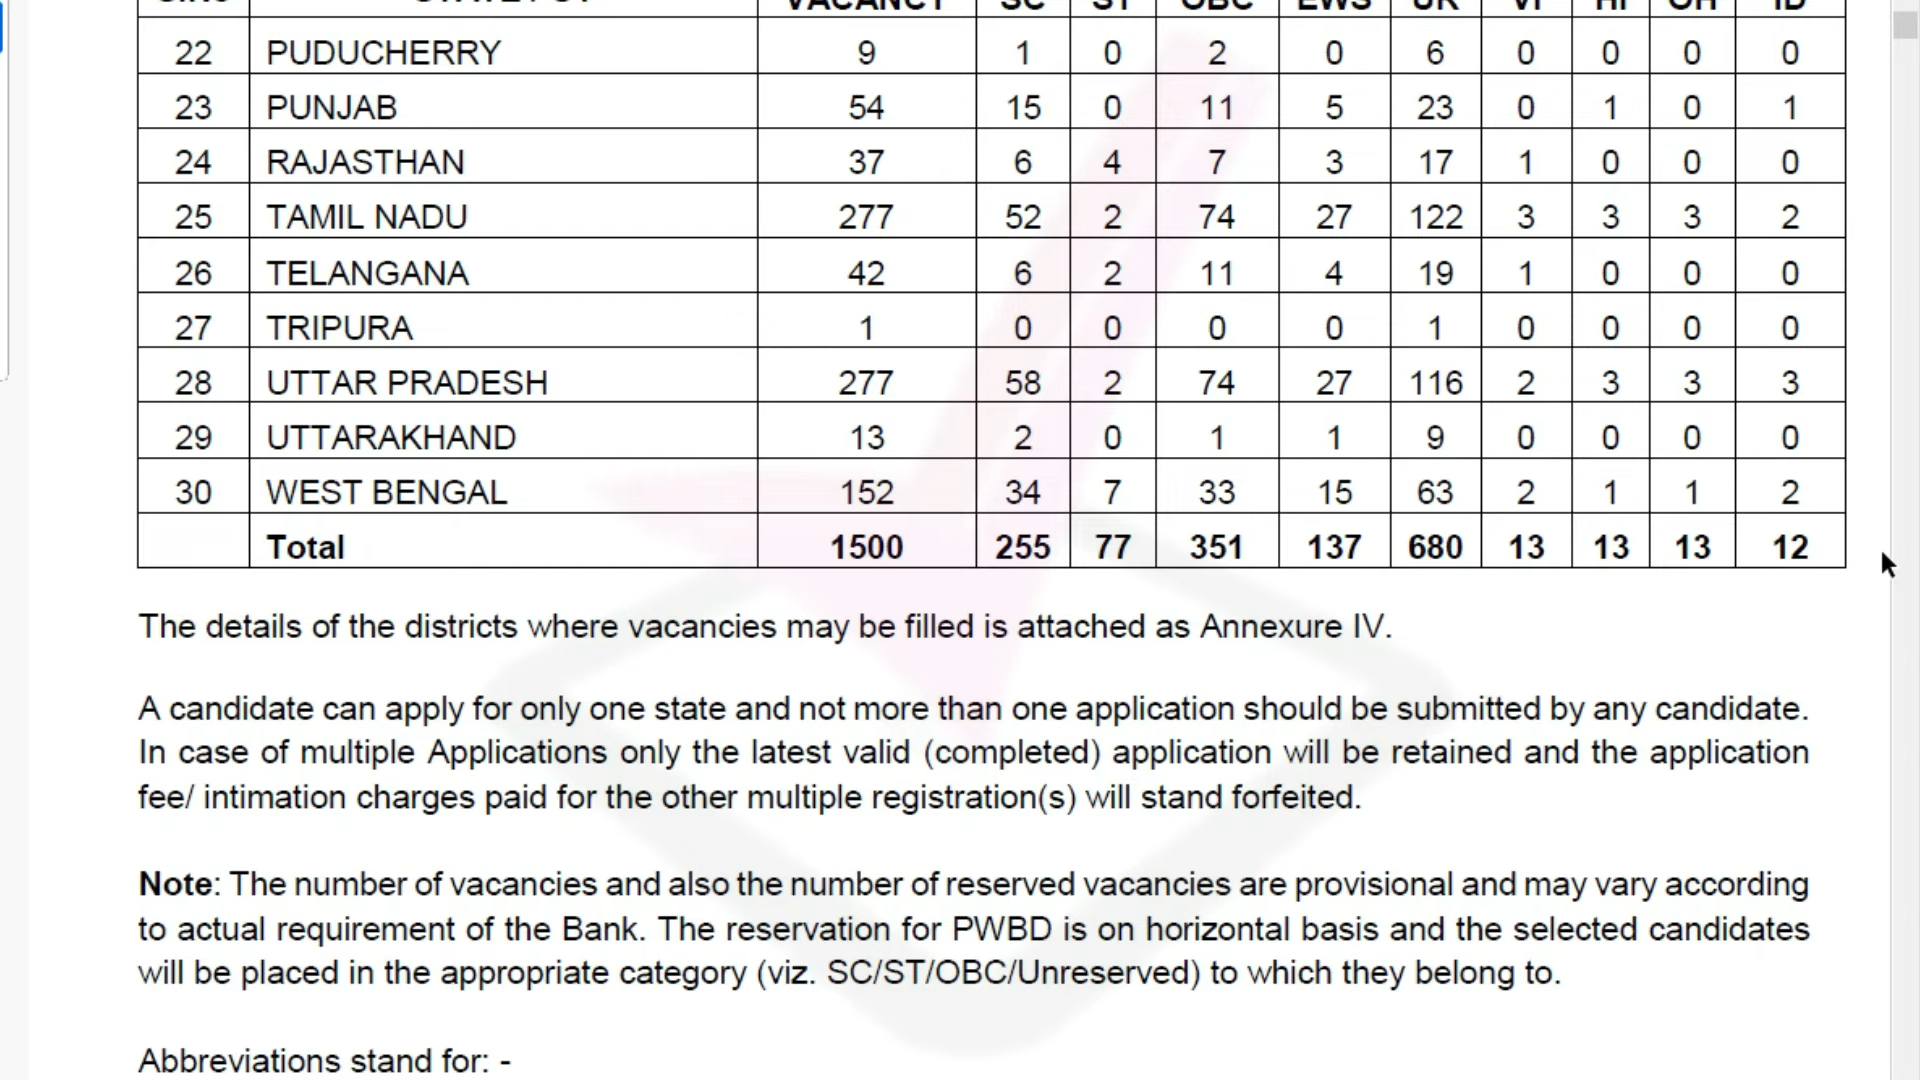 VACANCY SC ST OBC EWS UR VI HI OH ID
22 PUDUCHERRY 9 1 0 2 0 6 0 0 0 0
23 PUNJAB 54 15 0 11 5 23 0 1 0 1
24 RAJASTHAN 37 6 4 7 3 17 1 0 0 0
25 TAMIL NADU 277 52 2 74 27 122 3 3 3 2
26 TELANGANA 42 6 2 11 4 19 1 0 0 0
27 TRIPURA 1 0 0 0 0 1 0 0 0 0
28 UTTAR PRADESH 277 58 2 74 27 116 2 3 3 3
29 UTTARAKHAND 13 2 0 1 1 9 0 0 0 0
30 WEST BENGAL 152 34 7 33 15 63 2 1 1 2
Total 1500 255 77 351 137 680 13 13 13 12
The details of the districts where vacancies may be filled is attached as Annexure IV.
A candidate can apply for only one state and not more than one application should be submitted by any candidate.
In case of multiple Applications only the latest valid (completed) application will be retained and the application
fee/ intimation charges paid for the other multiple registration(s) will stand forfeited.
Note: The number of vacancies and also the number of reserved vacancies are provisional and may vary according
to actual requirement of the Bank. The reservation for PWBD is on horizontal basis and the selected candidates
will be placed in the appropriate category (viz. SC/ST/OBC/Unreserved) to which they belong to.
Abbreviations stand for: -